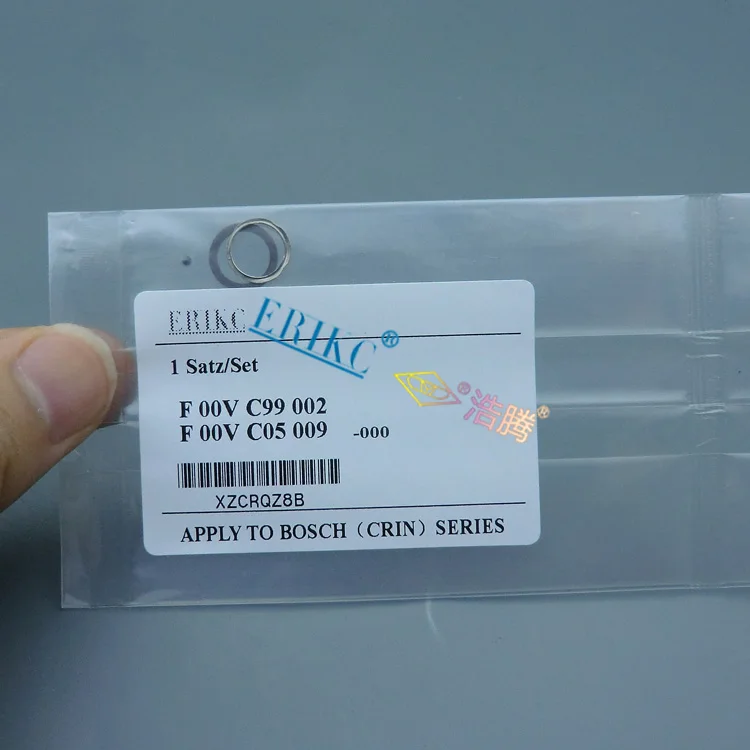 ERIKC
ERIKC®
1 Satz/Set
F 00V C99 002
F 00V C05 009 -000
®浩腾®
XZCRQZ8B
APPLY TO BOSCH（CRIN）SERIES